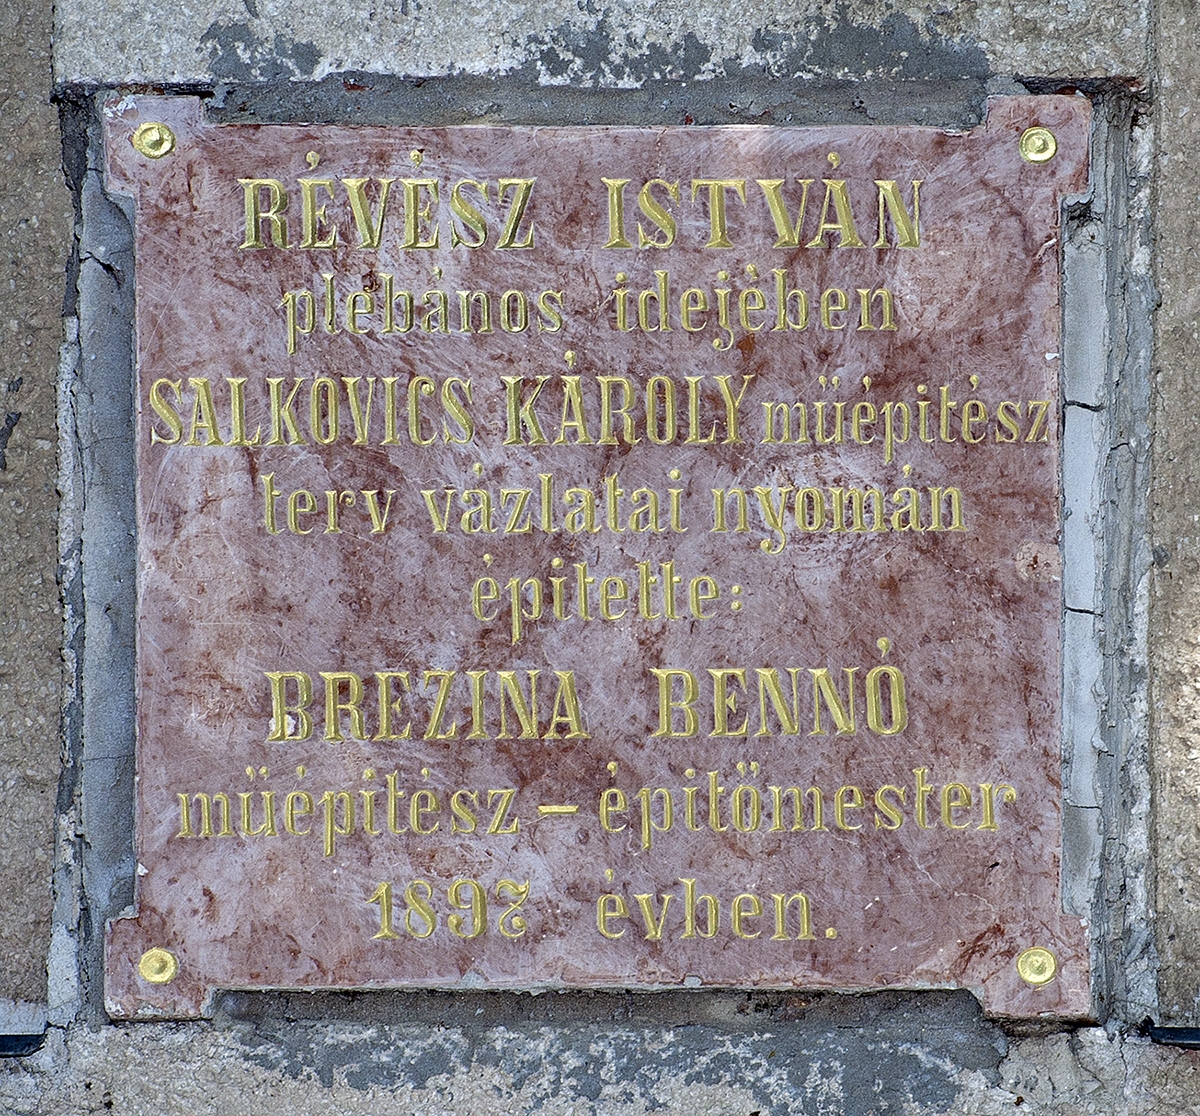 RÉVÉSZ ISTVÁN
plébános idejében
SALKOVICS KÁROLY müépitész
terv vázlatai nyomán
épitette:
BREZINA BENNÓ
müépitész – épitömester
1897 évben.